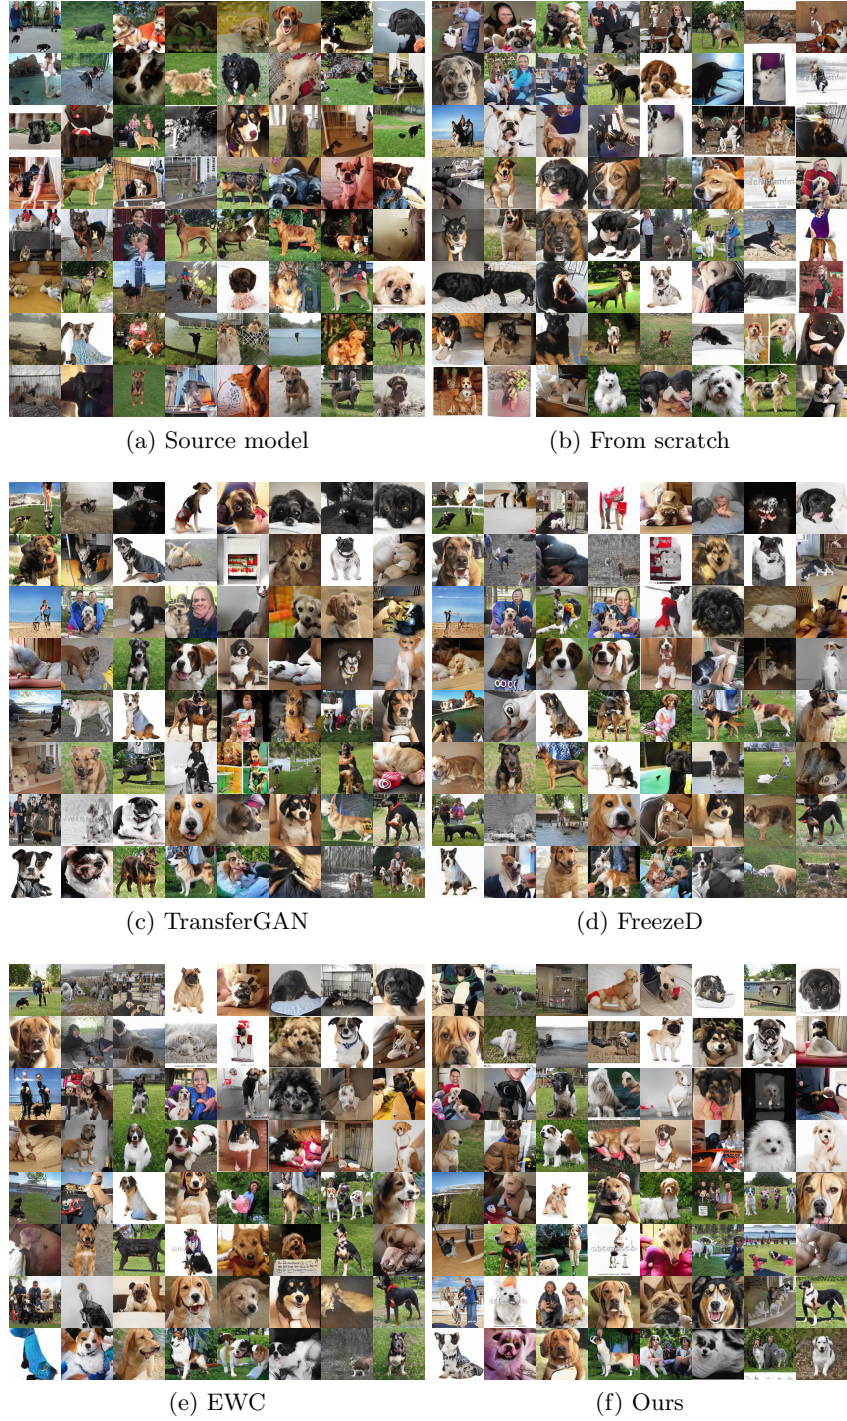 (a) Source model
(b) From scratch
(c) TransferGAN
(d) FreezeD
(e) EWC
(f) Ours